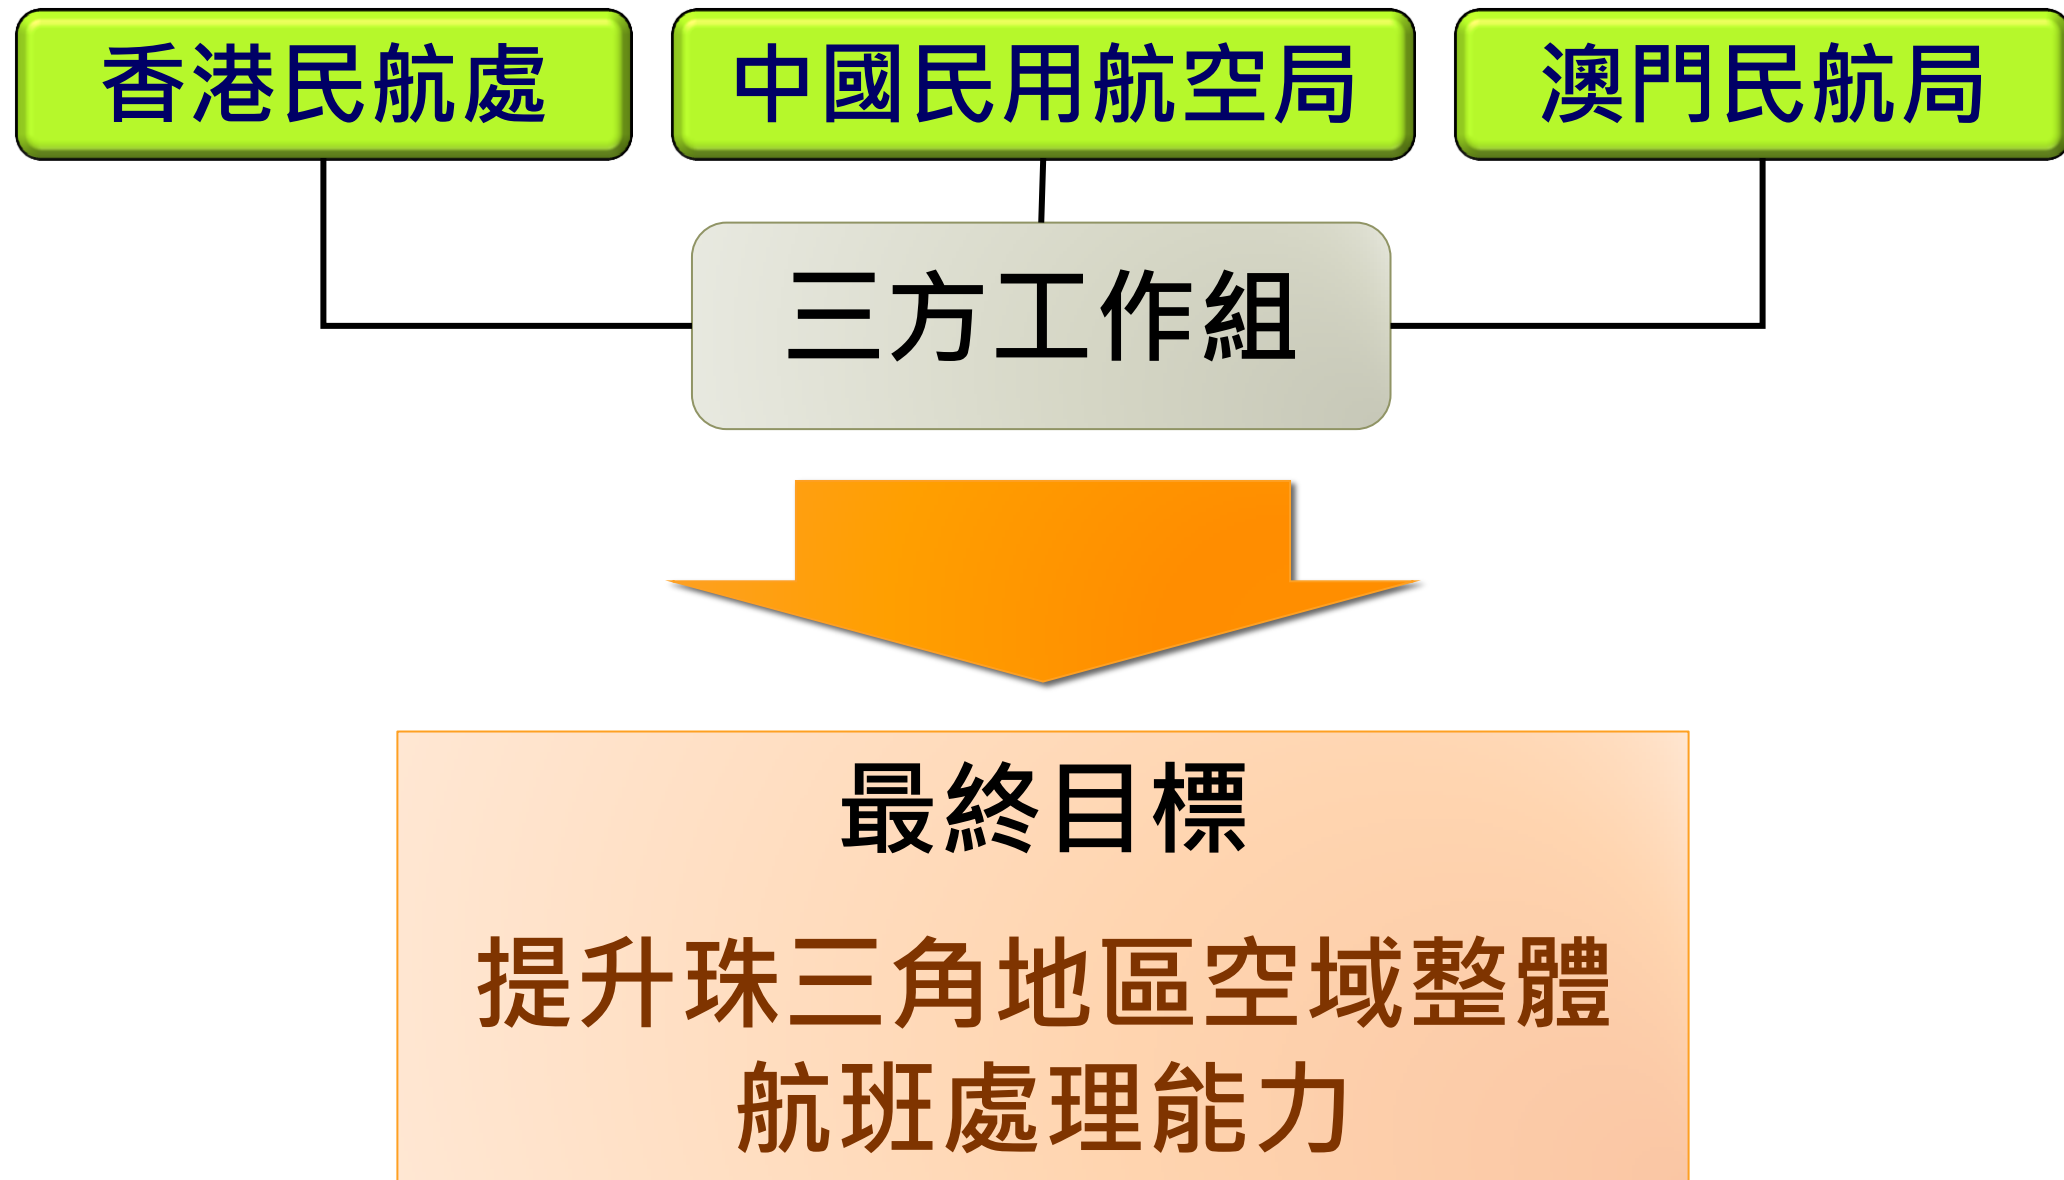 香港民航處
中國民用航空局
澳門民航局
三方工作組
最終目標
提升珠三角地區空域整體
航班處理能力